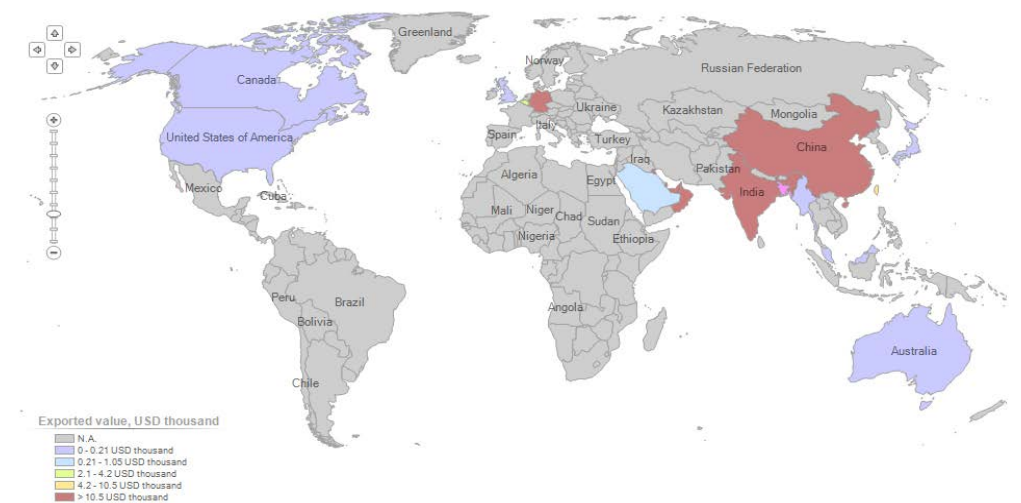 Greenland
Norway
Russian Federation
Canada
Ukraine
Kazakhstan
Mongolia
United States of America
Spain
Italy
Turkey
China
Iraq
Pakistan
Mexico
Cuba
Algeria
Egypt
India
Mali
Niger
Chad
Sudan
Nigeria
Ethiopia
Peru
Brazil
Angola
Bolivia
Australia
Chile
Exported value, USD thousand
N.A.
0 - 0.21 USD thousand
0.21 - 1.05 USD thousand
2.1 - 4.2 USD thousand
4.2 - 10.5 USD thousand
> 10.5 USD thousand